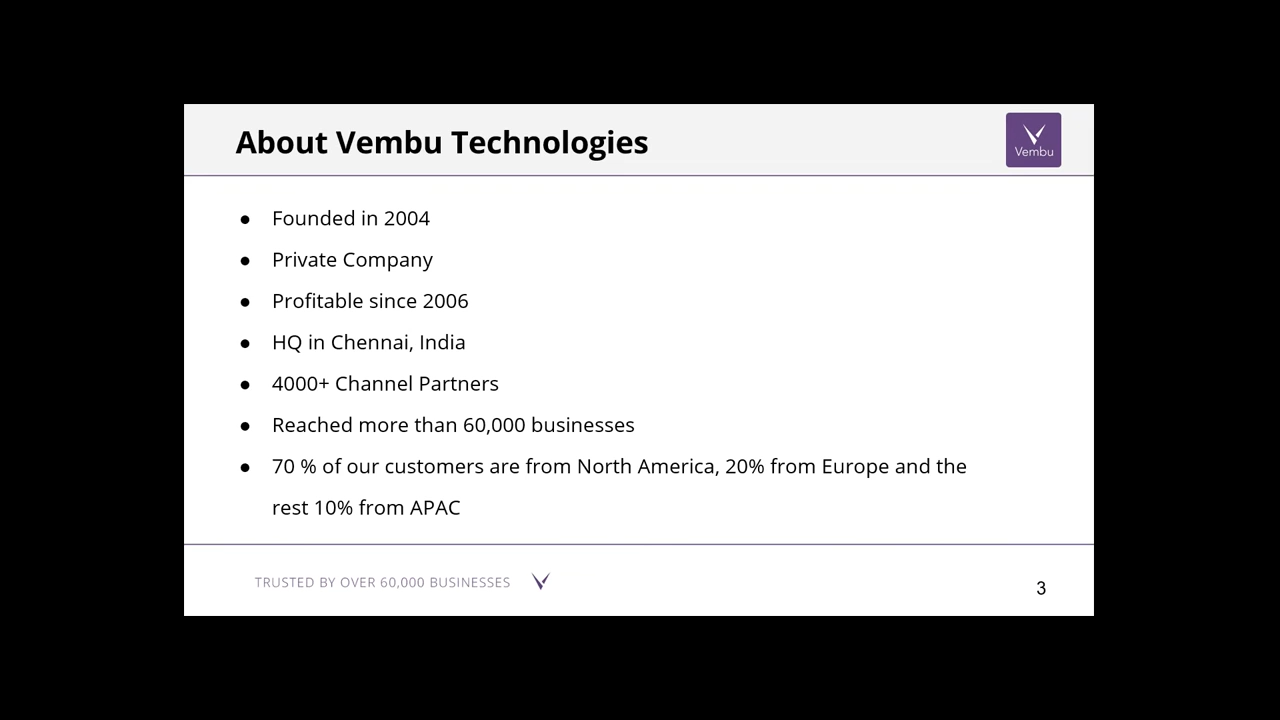 About Vembu Technologies
Vembu
● Founded in 2004
● Private Company
● Profitable since 2006
● HQ in Chennai, India
● 4000+ Channel Partners
● Reached more than 60,000 businesses
● 70 % of our customers are from North America, 20% from Europe and the
rest 10% from APAC
TRUSTED BY OVER 60,000 BUSINESSES
3